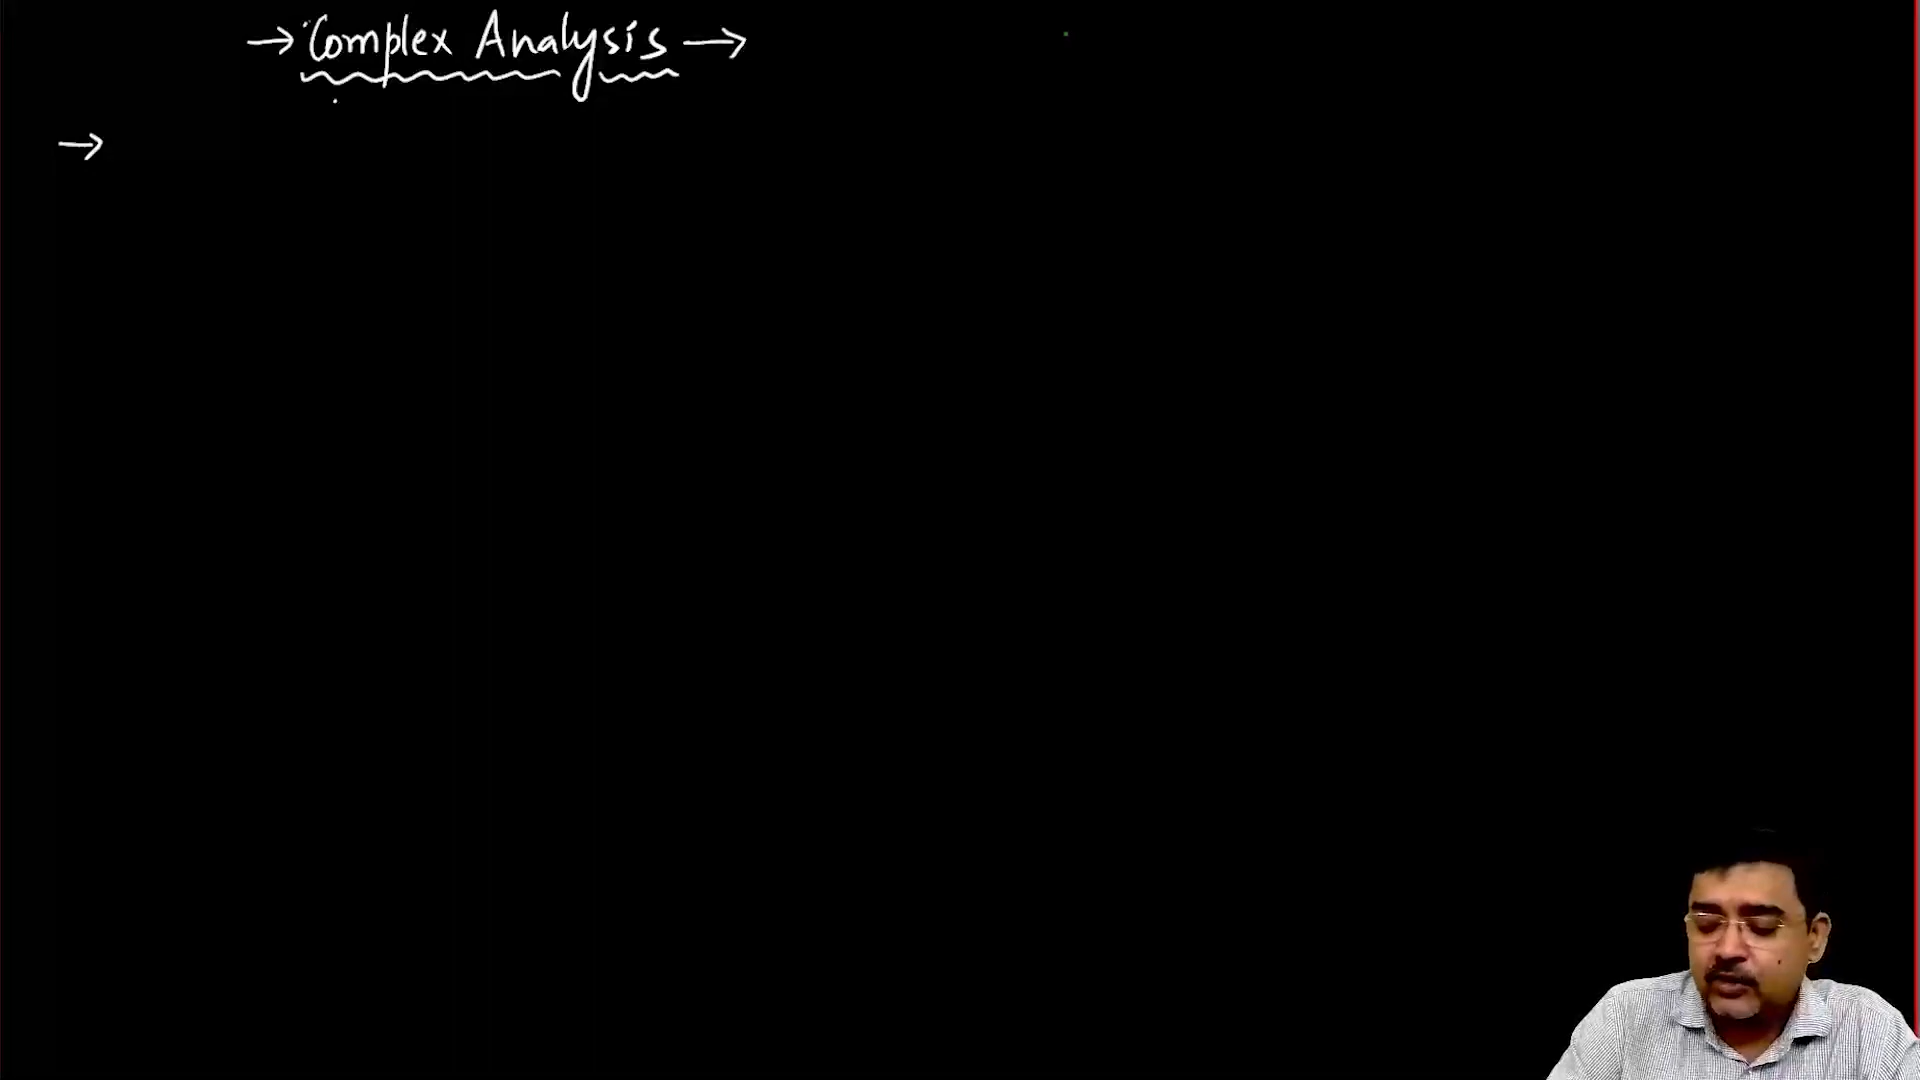 → Complex Analysis →
→